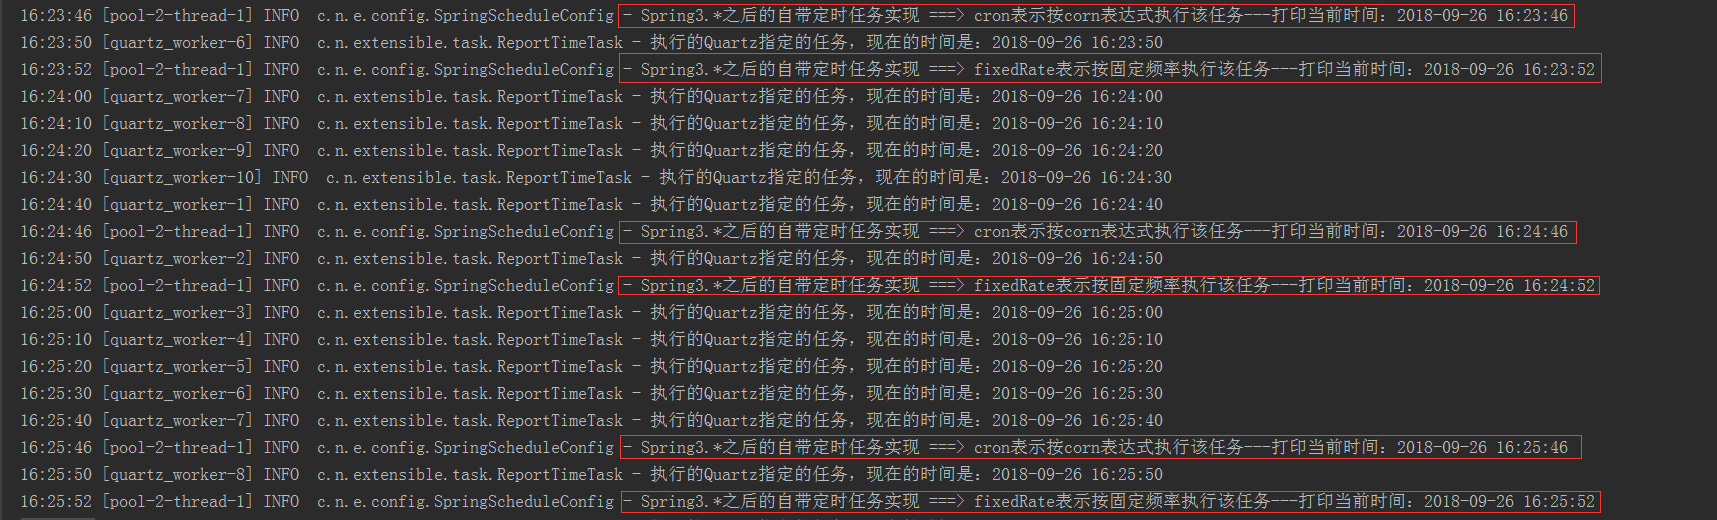 16:23:46 [pool-2-thread-1] INFO  c.n.e.config.SpringScheduleConfig - Spring3.*之后的自带定时任务实现 ===> cron表示按corn表达式执行该任务---打印当前时间：2018-09-26 16:23:46
16:23:50 [quartz_worker-6] INFO  c.n.extensible.task.ReportTimeTask - 执行的Quartz指定的任务，现在的时间是：2018-09-26 16:23:50
16:23:52 [pool-2-thread-1] INFO  c.n.e.config.SpringScheduleConfig - Spring3.*之后的自带定时任务实现 ===> fixedRate表示按固定频率执行该任务---打印当前时间：2018-09-26 16:23:52
16:24:00 [quartz_worker-7] INFO  c.n.extensible.task.ReportTimeTask - 执行的Quartz指定的任务，现在的时间是：2018-09-26 16:24:00
16:24:10 [quartz_worker-8] INFO  c.n.extensible.task.ReportTimeTask - 执行的Quartz指定的任务，现在的时间是：2018-09-26 16:24:10
16:24:20 [quartz_worker-9] INFO  c.n.extensible.task.ReportTimeTask - 执行的Quartz指定的任务，现在的时间是：2018-09-26 16:24:20
16:24:30 [quartz_worker-10] INFO  c.n.extensible.task.ReportTimeTask - 执行的Quartz指定的任务，现在的时间是：2018-09-26 16:24:30
16:24:40 [quartz_worker-1] INFO  c.n.extensible.task.ReportTimeTask - 执行的Quartz指定的任务，现在的时间是：2018-09-26 16:24:40
16:24:46 [pool-2-thread-1] INFO  c.n.e.config.SpringScheduleConfig - Spring3.*之后的自带定时任务实现 ===> cron表示按corn表达式执行该任务---打印当前时间：2018-09-26 16:24:46
16:24:50 [quartz_worker-2] INFO  c.n.extensible.task.ReportTimeTask - 执行的Quartz指定的任务，现在的时间是：2018-09-26 16:24:50
16:24:52 [pool-2-thread-1] INFO  c.n.e.config.SpringScheduleConfig - Spring3.*之后的自带定时任务实现 ===> fixedRate表示按固定频率执行该任务---打印当前时间：2018-09-26 16:24:52
16:25:00 [quartz_worker-3] INFO  c.n.extensible.task.ReportTimeTask - 执行的Quartz指定的任务，现在的时间是：2018-09-26 16:25:00
16:25:10 [quartz_worker-4] INFO  c.n.extensible.task.ReportTimeTask - 执行的Quartz指定的任务，现在的时间是：2018-09-26 16:25:10
16:25:20 [quartz_worker-5] INFO  c.n.extensible.task.ReportTimeTask - 执行的Quartz指定的任务，现在的时间是：2018-09-26 16:25:20
16:25:30 [quartz_worker-6] INFO  c.n.extensible.task.ReportTimeTask - 执行的Quartz指定的任务，现在的时间是：2018-09-26 16:25:30
16:25:40 [quartz_worker-7] INFO  c.n.extensible.task.ReportTimeTask - 执行的Quartz指定的任务，现在的时间是：2018-09-26 16:25:40
16:25:46 [pool-2-thread-1] INFO  c.n.e.config.SpringScheduleConfig - Spring3.*之后的自带定时任务实现 ===> cron表示按corn表达式执行该任务---打印当前时间：2018-09-26 16:25:46
16:25:50 [quartz_worker-8] INFO  c.n.extensible.task.ReportTimeTask - 执行的Quartz指定的任务，现在的时间是：2018-09-26 16:25:50
16:25:52 [pool-2-thread-1] INFO  c.n.e.config.SpringScheduleConfig - Spring3.*之后的自带定时任务实现 ===> fixedRate表示按固定频率执行该任务---打印当前时间：2018-09-26 16:25:52